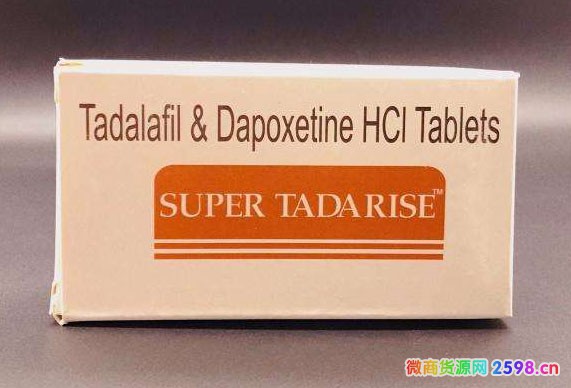 Tadalafil & Dapoxetine HCl Tablets
SUPER TADARISE™
微商货源网 2598.cn